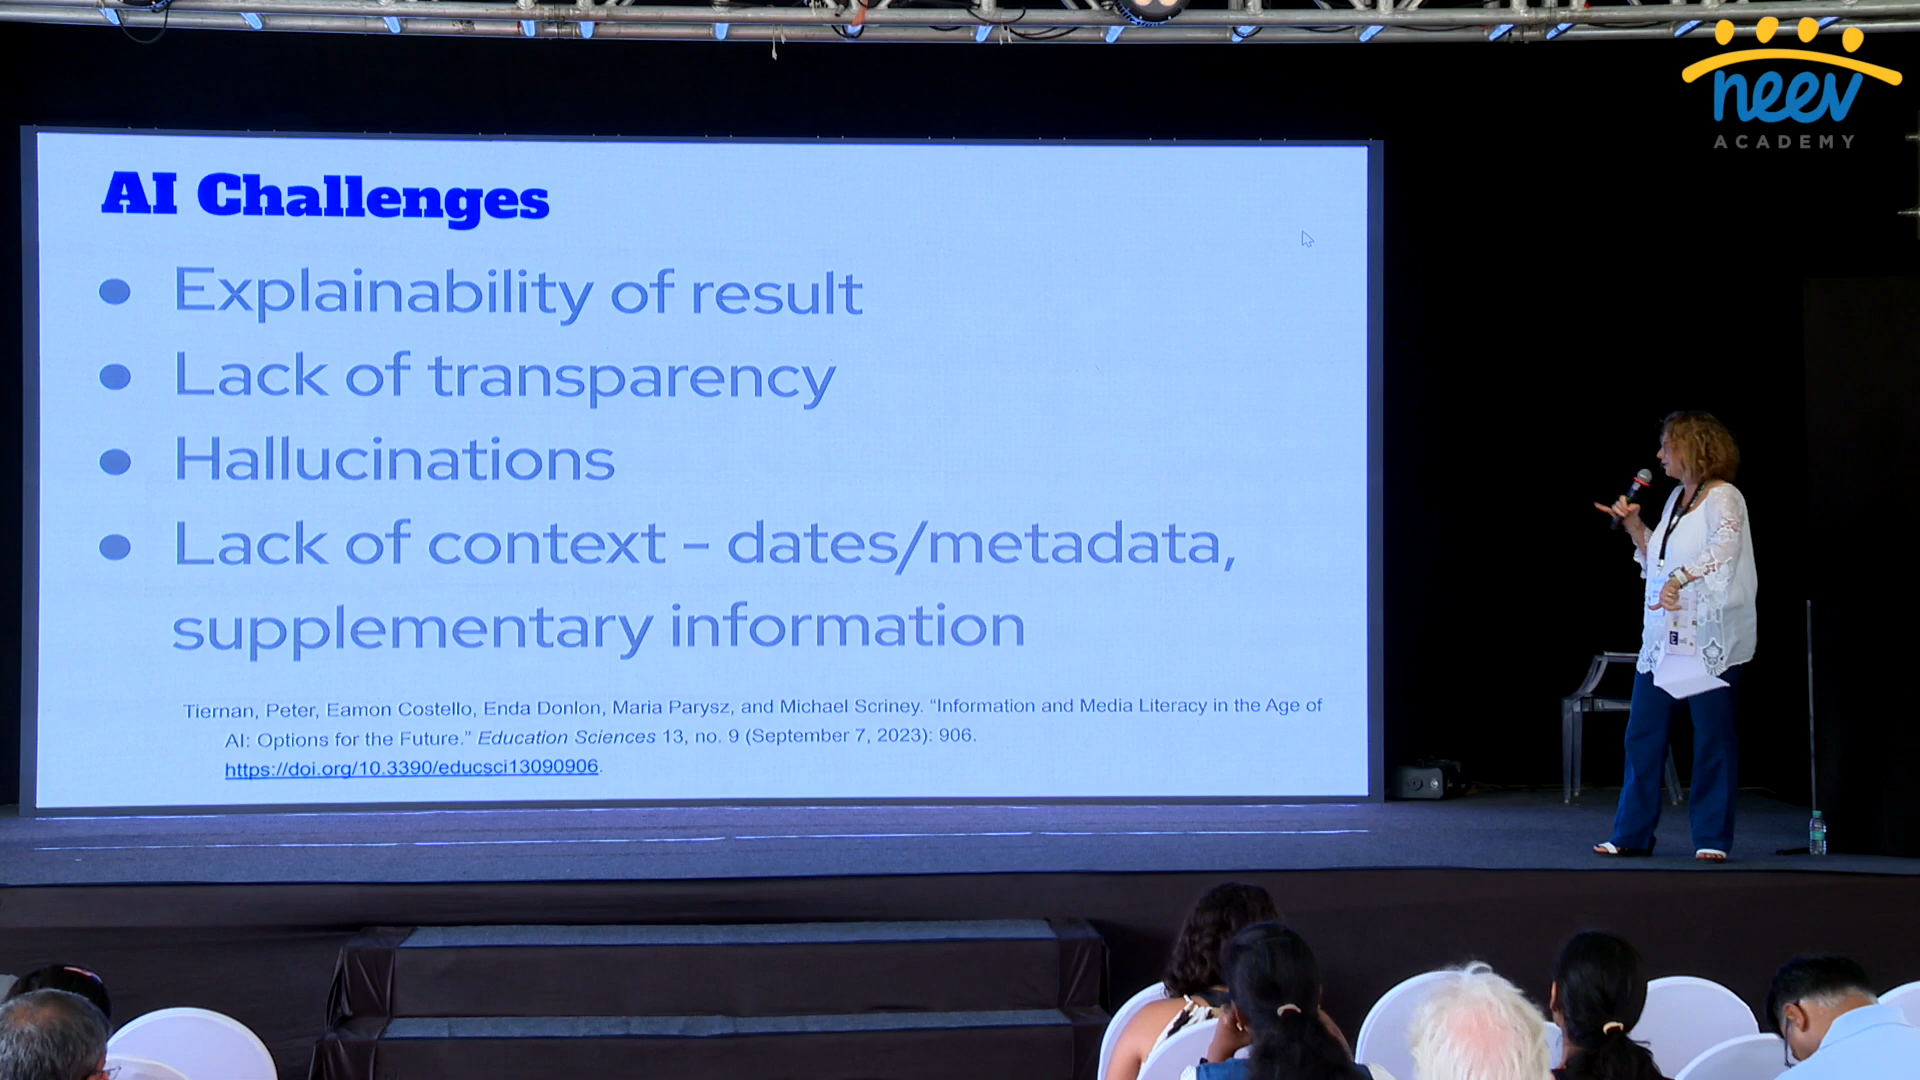 neev
ACADEMY
AI Challenges
● Explainability of result
● Lack of transparency
● Hallucinations
● Lack of context – dates/metadata,
supplementary information
Tiernan, Peter, Eamon Costello, Enda Donlon, Maria Parysz, and Michael Scriney. “Information and Media Literacy in the Age of
AI: Options for the Future.” Education Sciences 13, no. 9 (September 7, 2023): 906.
https://doi.org/10.3390/educsci13090906.